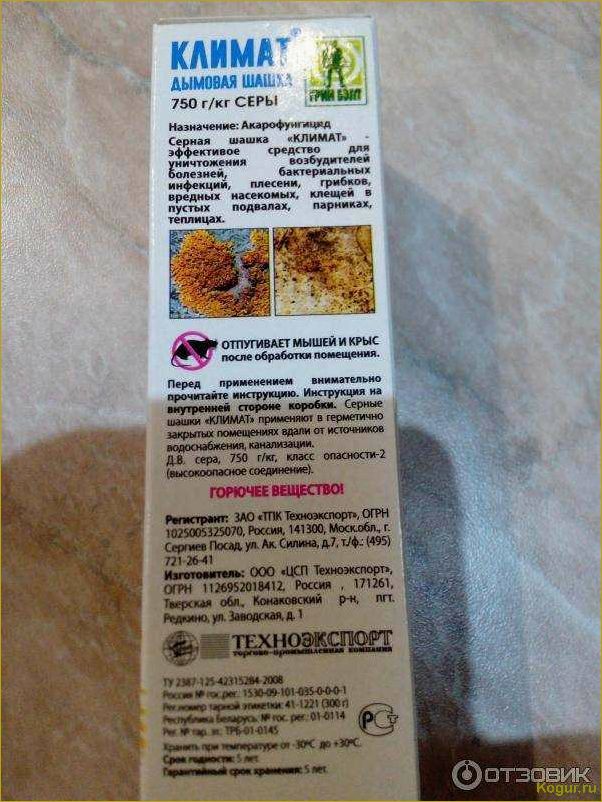 КЛИМАТ®
ДЫМОВАЯ ШАШКА
750 г/кг СЕРЫ
ГРИН БЭЛТ
Назначение: Акарофунгицид
Серная шашка «КЛИМАТ» -
эффективное средство для
уничтожения возбудителей
болезней, бактериальных
инфекций, плесени, грибков,
вредных насекомых, клещей в
пустых подвалах, парниках,
теплицах.
ОТПУГИВАЕТ МЫШЕЙ И КРЫС
после обработки помещения.
Перед применением внимательно
прочитайте инструкцию. Инструкция на
внутренней стороне коробки. Серные
шашки «КЛИМАТ» применяют в герметично
закрытых помещениях вдали от источников
водоснабжения, канализации.
Д.В. сера, 750 г/кг, класс опасности-2
(высокоопасное соединение).
ГОРЮЧЕЕ ВЕЩЕСТВО!
Регистрант: ЗАО «ТПК Техноэкспорт», ОГРН
1025005325070, Россия, 141300, Моск.обл., г.
Сергиев Посад, ул. Ак. Силина, д.7, т./ф.: (495)
721-26-41
Изготовитель: ООО «ЦСП Техноэкспорт»,
ОГРН 1126952018412, Россия , 171261,
Тверская обл., Конаковский р-н, пгт.
Редкино, ул. Заводская, д. 1
ТЕХНОЭКСПОРТ
торгово-промышленная компания
ТУ 2387-125-42315284-2008
Россия № гос.рег.: 1530-09-101-035-0-0-0-1
Рег.номер тарной этикетки: 41-1221 (300 г)
Республика Беларусь: № гос. рег.: 01-0114
Рег. № таг. эт.: ТРБ-01-0145
Хранить при температуре от -30°C до +30°C.
Срок годности: 5 лет.
Гарантийный срок хранения: 5 лет.
ОТЗОВИК
Kogur.ru